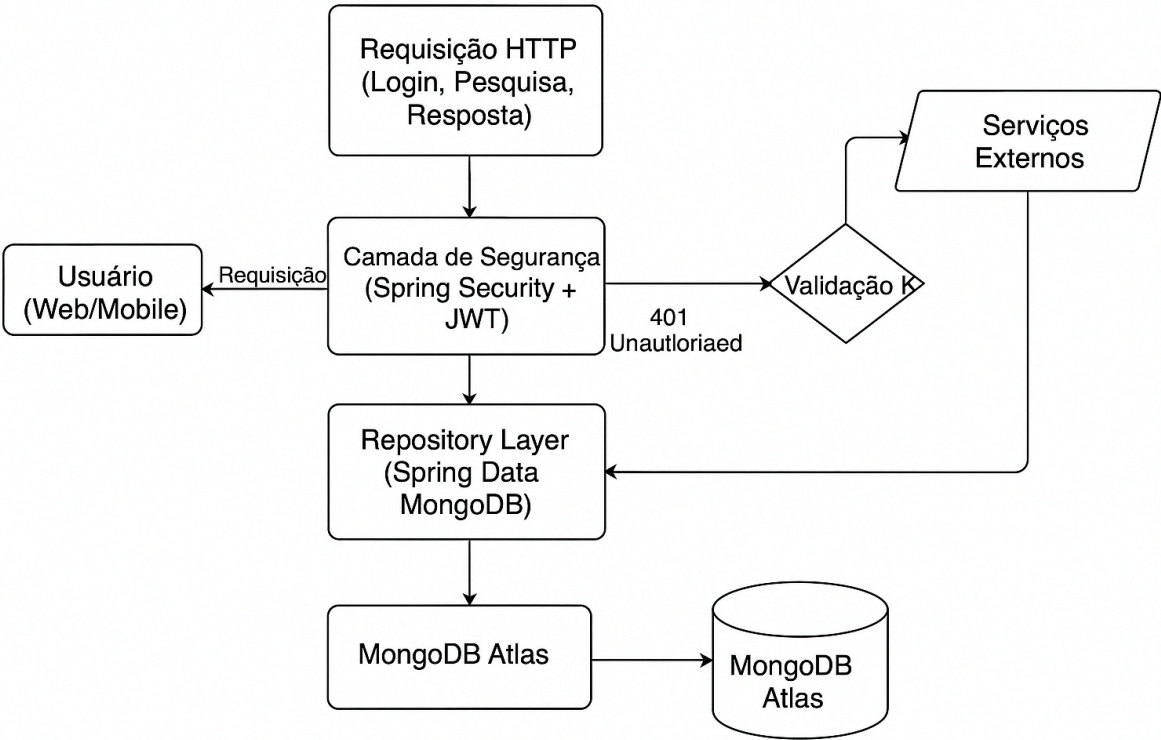 Requisição HTTP
(Login, Pesquisa,
Resposta)
Serviços
Externos
Usuário
(Web/Mobile)
Requisição
Camada de Segurança
(Spring Security +
JWT)
401
Unautloriaed
Validação K
Repository Layer
(Spring Data
MongoDB)
MongoDB Atlas
MongoDB
Atlas